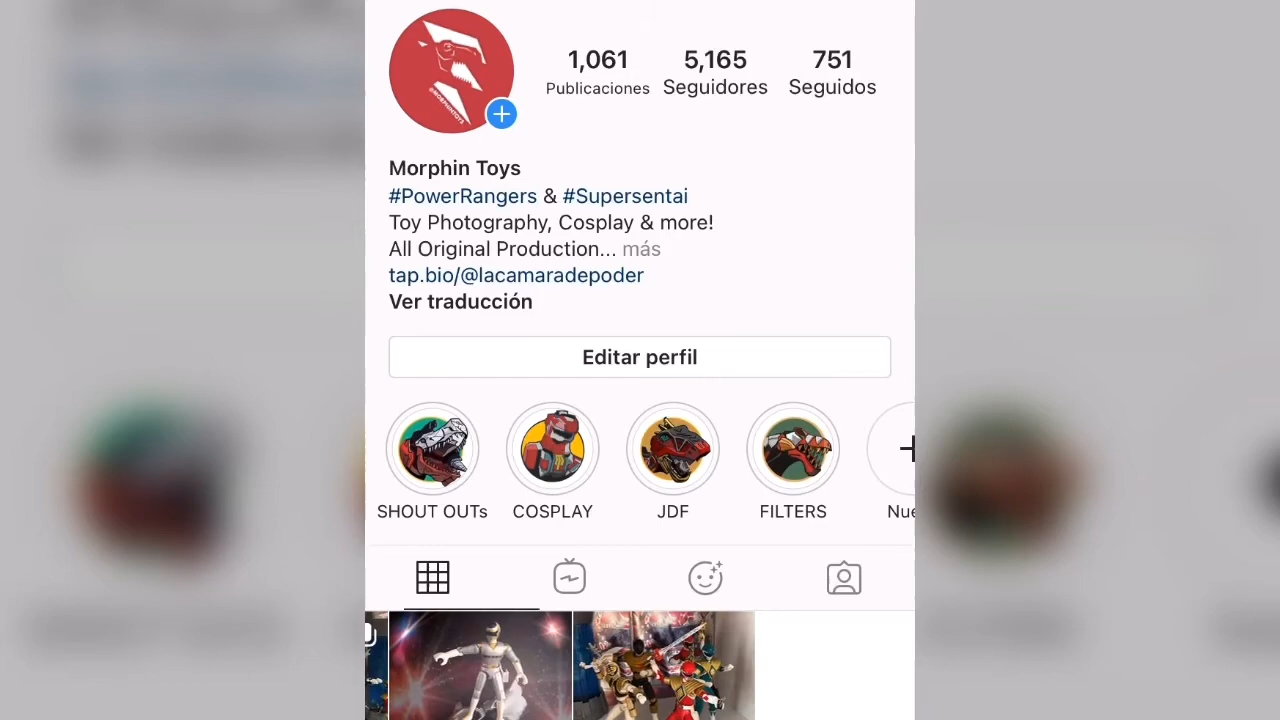 1,061
5,165
751
Publicaciones
Seguidores
Seguidos
@MORPHINTOYS
Morphin Toys
#PowerRangers & #Supersentai
Toy Photography, Cosplay & more!
All Original Production... más
tap.bio/@lacamaradepoder
Ver traducción
Editar perfil
SHOUT OUTs
COSPLAY
JDF
FILTERS
Nue